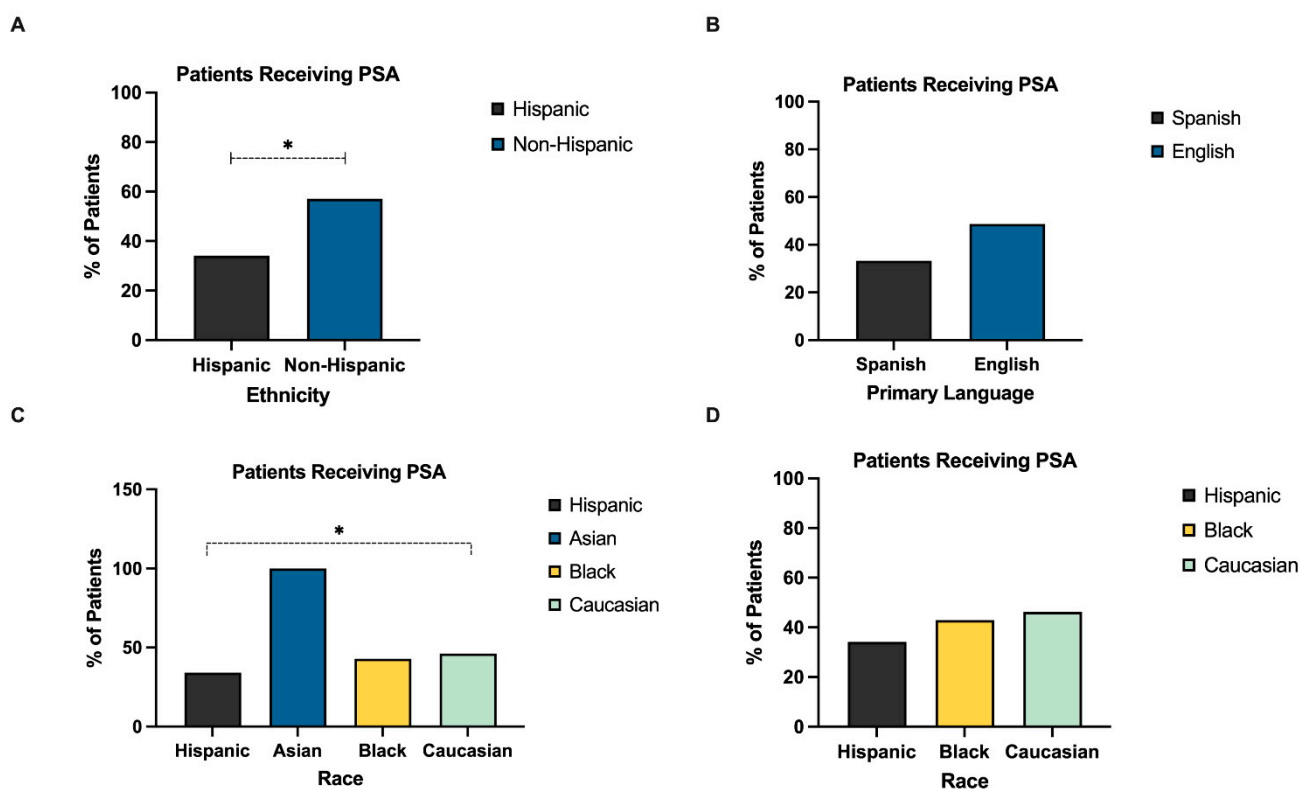 A
Patients Receiving PSA
100
80
60
40
20
0
% of Patients
*
Hispanic
Non-Hispanic
Hispanic Non-Hispanic
Ethnicity
B
Patients Receiving PSA
100
80
60
40
20
0
% of Patients
Spanish
English
Spanish English
Primary Language
C
Patients Receiving PSA
150
100
50
0
% of Patients
*
Hispanic
Asian
Black
Caucasian
Hispanic Asian Black Caucasian
Race
D
Patients Receiving PSA
100
80
60
40
20
0
% of Patients
Hispanic
Black
Caucasian
Hispanic Black Caucasian
Race